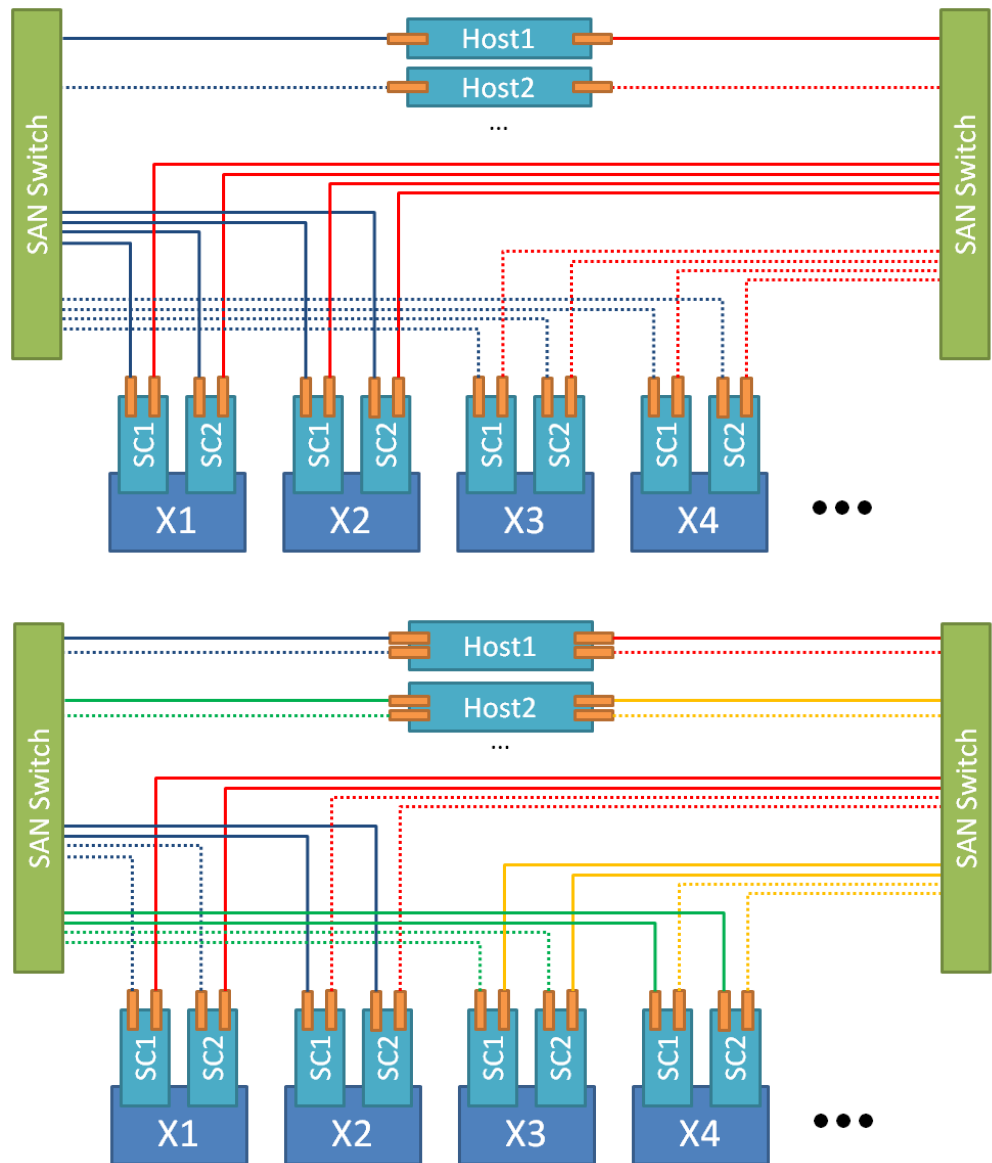 Host1
Host2
...
SAN Switch
SAN Switch
SC1 SC2 SC1 SC2 SC1 SC2 SC1 SC2
X1 X2 X3 X4
Host1
Host2
...
SAN Switch
SAN Switch
SC1 SC2 SC1 SC2 SC1 SC2 SC1 SC2
X1 X2 X3 X4